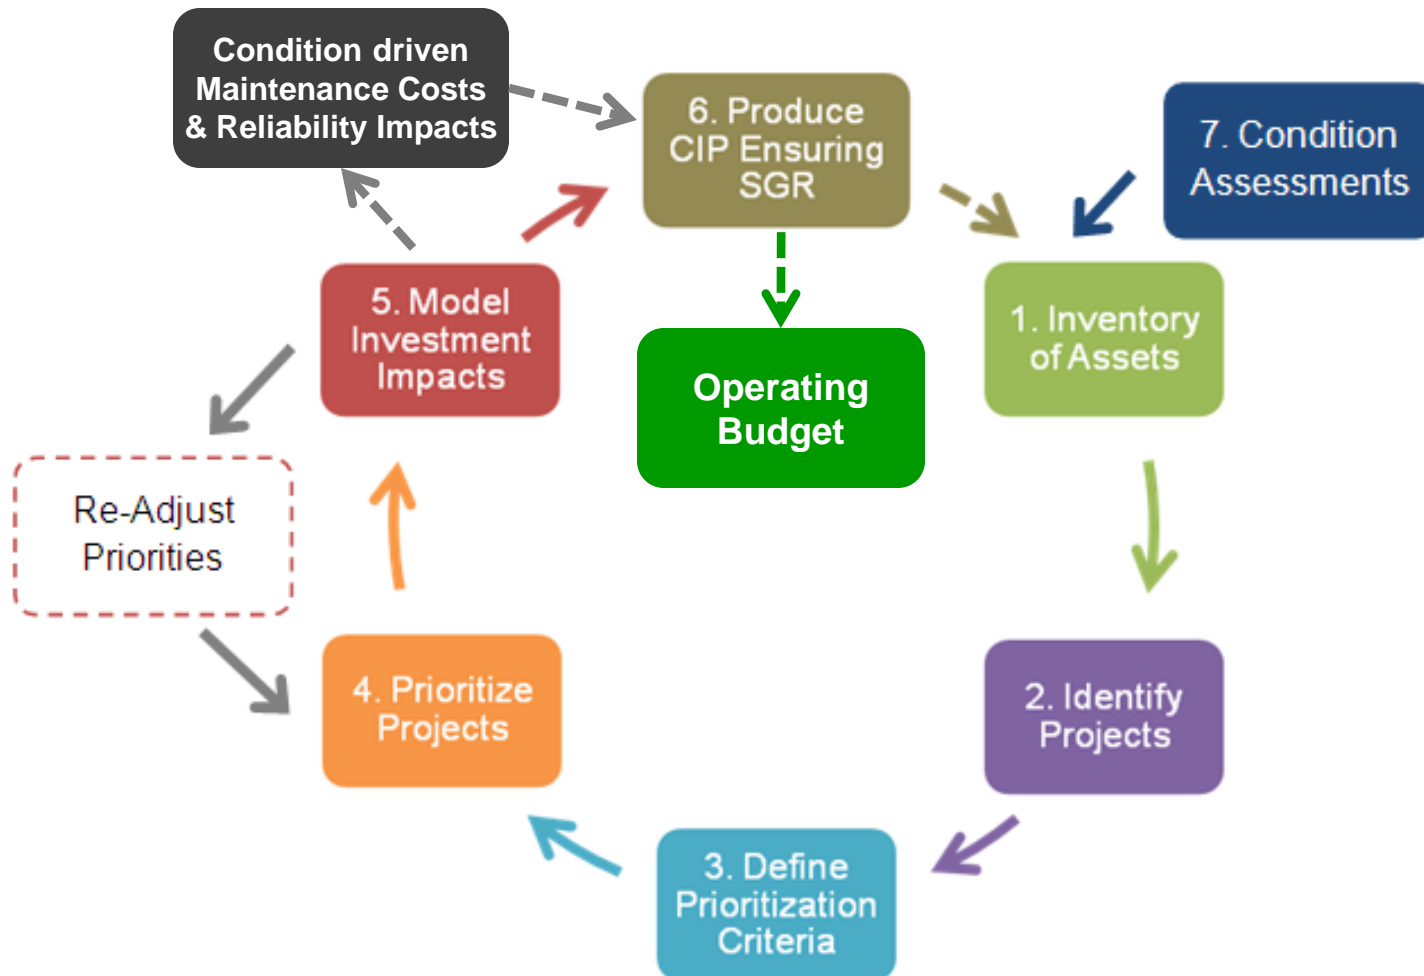 Condition driven
Maintenance Costs
& Reliability Impacts
6. Produce
CIP Ensuring
SGR
7. Condition
Assessments
5. Model
Investment
Impacts
1. Inventory
of Assets
Operating
Budget
Re-Adjust
Priorities
4. Prioritize
Projects
2. Identify
Projects
3. Define
Prioritization
Criteria